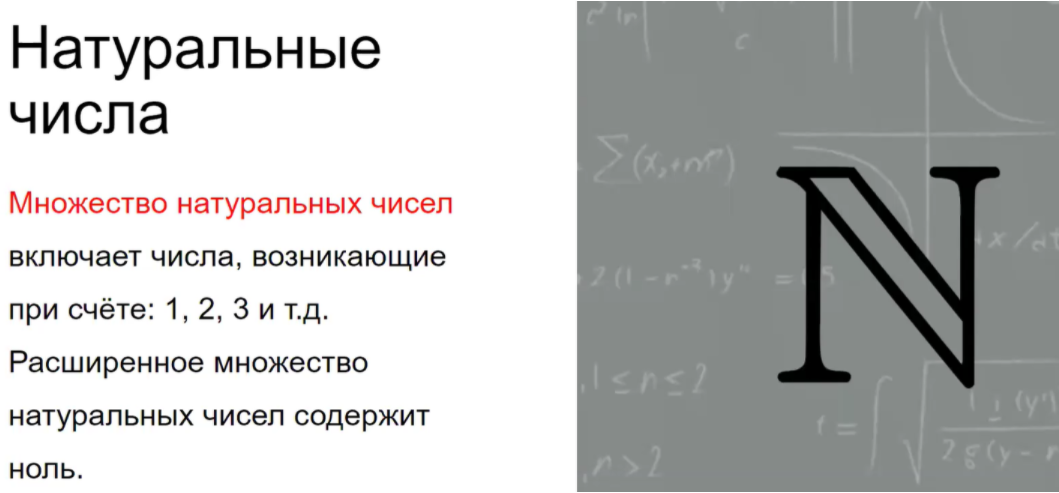 Натуральные
числа
Множество натуральных чисел
включает числа, возникающие
при счёте: 1, 2, 3 и т.д.
Расширенное множество
натуральных чисел содержит
ноль.
ℕ